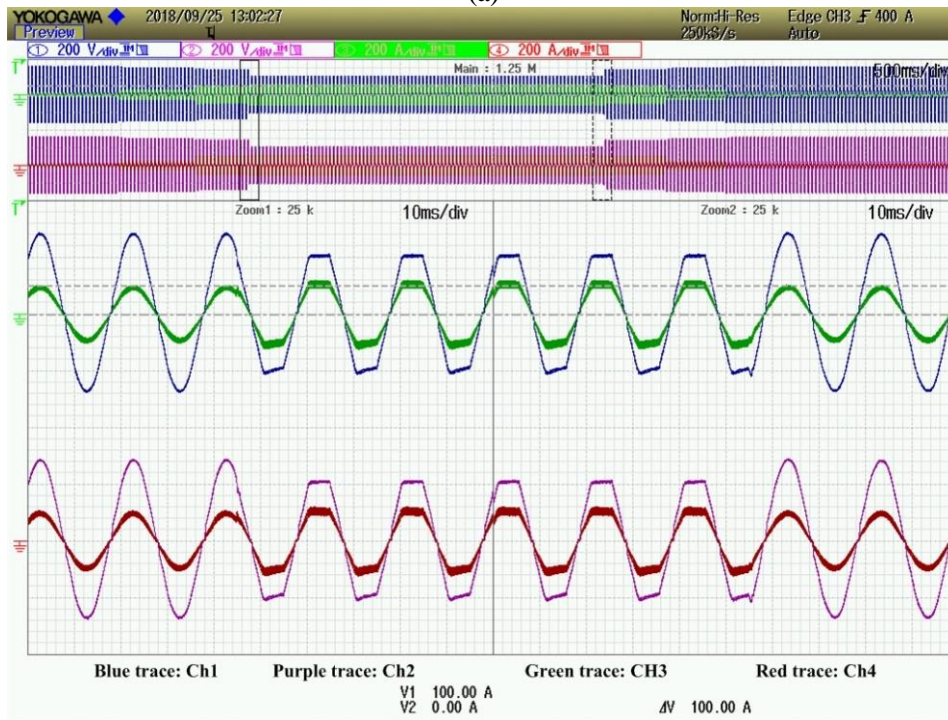 (a)
YOKOGAWA 2018/09/25 13:02:27 Norm:Hi-Res Edge CH3 400 A
Preview 250kS/s Auto
1 200 V/div 2 200 V/div 3 200 A/div 4 200 A/div
Main : 1.25 M 500ms/div
Zoom1 : 25 k 10ms/div Zoom2 : 25 k 10ms/div
Blue trace: Ch1 Purple trace: Ch2 Green trace: CH3 Red trace: Ch4
V1 100.00 A
V2 0.00 A ΔV 100.00 A